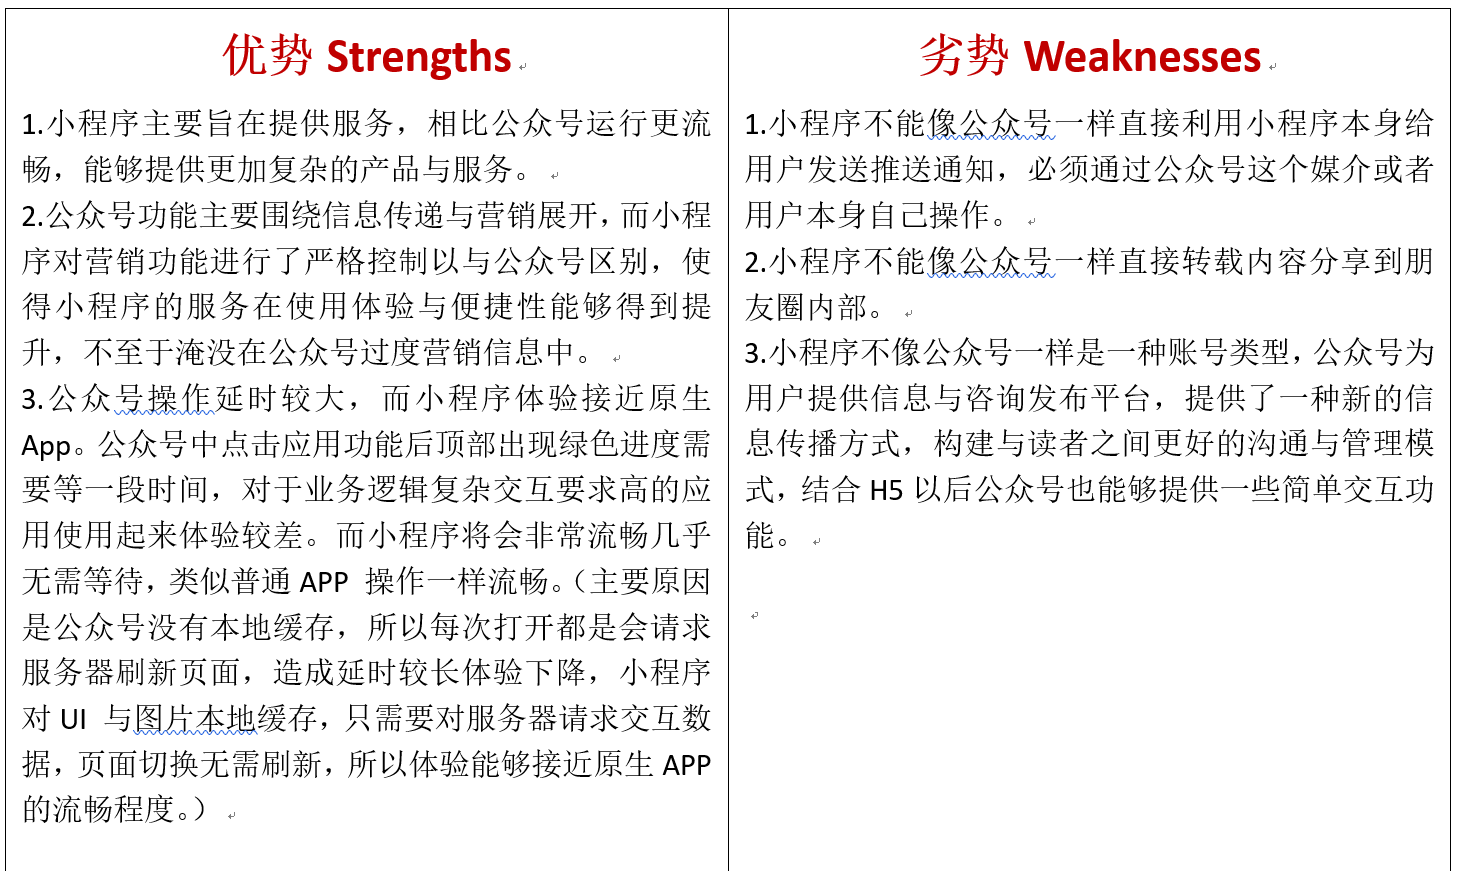 优势 Strengths
1.小程序主要旨在提供服务，相比公众号运行更流
畅，能够提供更加复杂的产品与服务。
2.公众号功能主要围绕信息传递与营销展开，而小程
序对营销功能进行了严格控制以与公众号区别，使
得小程序的服务在使用体验与便捷性能够得到提
升，不至于淹没在公众号过度营销信息中。
3.公众号操作延时较大，而小程序体验接近原生
App。公众号中点击应用功能后顶部出现绿色进度需
要等一段时间，对于业务逻辑复杂交互要求高的应
用使用起来体验较差。而小程序将会非常流畅几乎
无需等待，类似普通 APP 操作一样流畅。（主要原因
是公众号没有本地缓存，所以每次打开都是会请求
服务器刷新页面，造成延时较长体验下降，小程序
对 UI 与图片本地缓存，只需要对服务器请求交互数
据，页面切换无需刷新，所以体验能够接近原生 APP
的流畅程度。）
劣势 Weaknesses
1.小程序不能像公众号一样直接利用小程序本身给
用户发送推送通知，必须通过公众号这个媒介或者
用户本身自己操作。
2.小程序不能像公众号一样直接转载内容分享到朋
友圈内部。
3.小程序不像公众号一样是一种账号类型，公众号为
用户提供信息与咨询发布平台，提供了一种新的信
息传播方式，构建与读者之间更好的沟通与管理模
式，结合 H5 以后公众号也能够提供一些简单交互功
能。